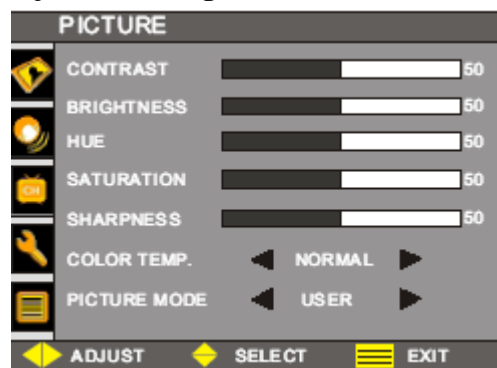 PICTURE
CONTRAST 50
BRIGHTNESS 50
HUE 50
SATURATION 50
SHARPNESS 50
COLOR TEMP. NORMAL
PICTURE MODE USER
CH
ADJUST SELECT EXIT